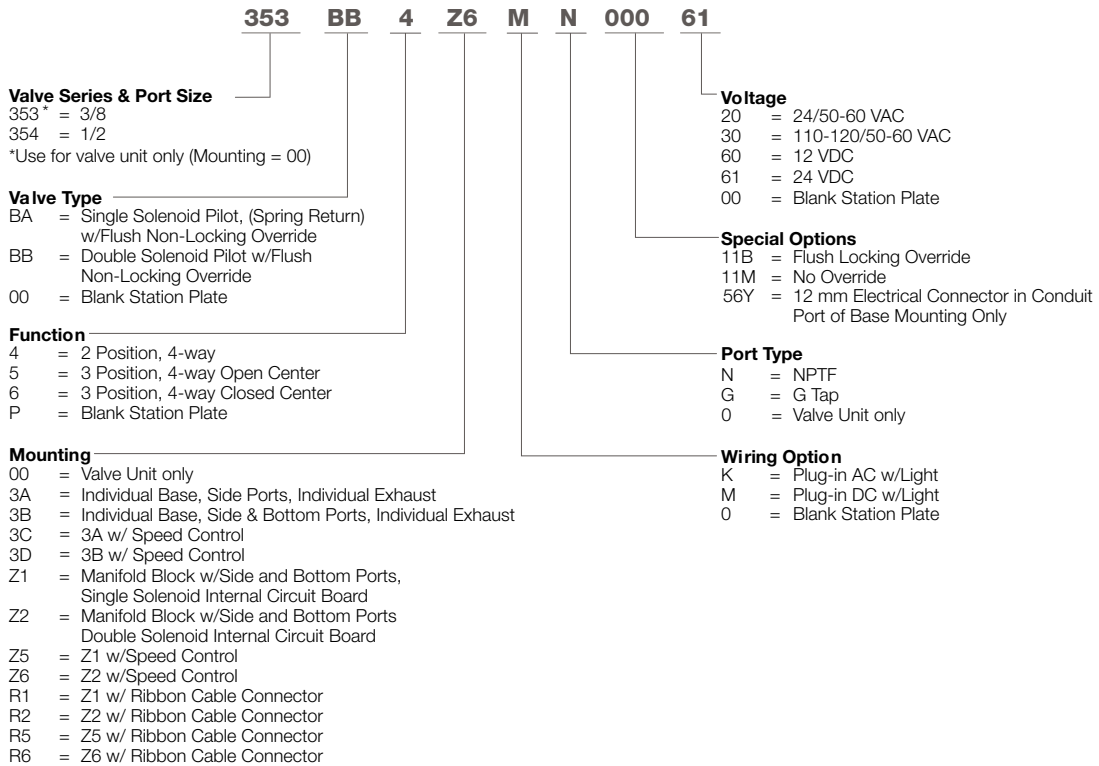 353 BB 4 Z6 M N 000 61
Valve Series & Port Size
353* = 3/8
354 = 1/2
*Use for valve unit only (Mounting = 00)
Valve Type
BA = Single Solenoid Pilot, (Spring Return)
w/Flush Non-Locking Override
BB = Double Solenoid Pilot w/Flush
Non-Locking Override
00 = Blank Station Plate
Function
4 = 2 Position, 4-way
5 = 3 Position, 4-way Open Center
6 = 3 Position, 4-way Closed Center
P = Blank Station Plate
Mounting
00 = Valve Unit only
3A = Individual Base, Side Ports, Individual Exhaust
3B = Individual Base, Side & Bottom Ports, Individual Exhaust
3C = 3A w/ Speed Control
3D = 3B w/ Speed Control
Z1 = Manifold Block w/Side and Bottom Ports,
Single Solenoid Internal Circuit Board
Z2 = Manifold Block w/Side and Bottom Ports
Double Solenoid Internal Circuit Board
Z5 = Z1 w/Speed Control
Z6 = Z2 w/Speed Control
R1 = Z1 w/ Ribbon Cable Connector
R2 = Z2 w/ Ribbon Cable Connector
R5 = Z5 w/ Ribbon Cable Connector
R6 = Z6 w/ Ribbon Cable Connector
Voltage
20 = 24/50-60 VAC
30 = 110-120/50-60 VAC
60 = 12 VDC
61 = 24 VDC
00 = Blank Station Plate
Special Options
11B = Flush Locking Override
11M = No Override
56Y = 12 mm Electrical Connector in Conduit
Port of Base Mounting Only
Port Type
N = NPTF
G = G Tap
0 = Valve Unit only
Wiring Option
K = Plug-in AC w/Light
M = Plug-in DC w/Light
0 = Blank Station Plate